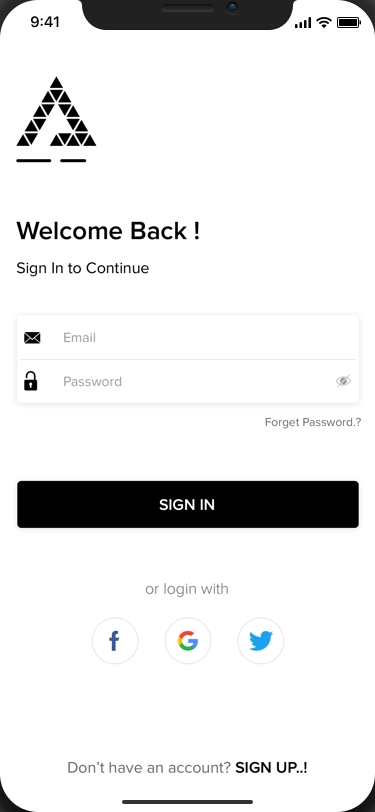 9:41
Welcome Back !
Sign In to Continue
Email
Password
Forget Password.?
SIGN IN
or login with
Don't have an account? SIGN UP..!